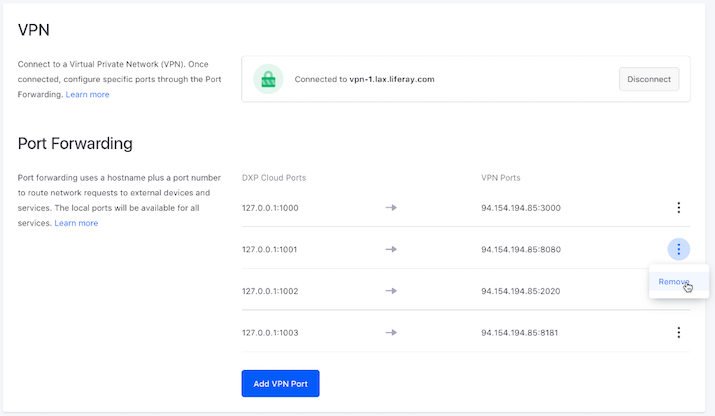 VPN
Connect to a Virtual Private Network (VPN). Once
connected, configure specific ports through the Port
Forwarding. Learn more
Connected to vpn-1.lax.liferay.com
Disconnect
Port Forwarding
Port forwarding uses a hostname plus a port number
to route network requests to external devices and
services. The local ports will be available for all
services. Learn more
DXP Cloud Ports
VPN Ports
127.0.0.1:1000
94.154.194.85:3000
127.0.0.1:1001
94.154.194.85:8080
Remove
127.0.0.1:1002
94.154.194.85:2020
127.0.0.1:1003
94.154.194.85:8181
Add VPN Port